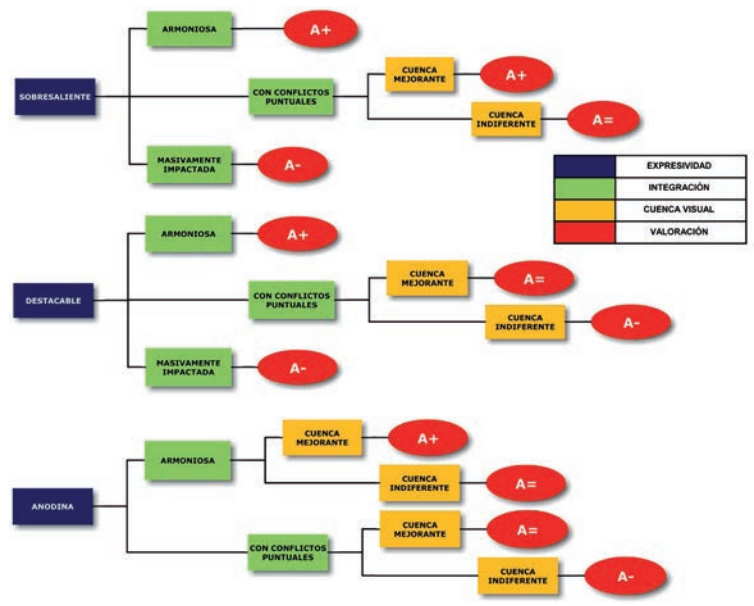 ARMONIOSA
A+
SOBRESALIENTE
CON CONFLICTOS
PUNTUALES
CUENCA
MEJORANTE
A+
CUENCA
INDIFERENTE
A=
MASIVAMENTE
IMPACTADA
A-
EXPRESIVIDAD
INTEGRACIÓN
CUENCA VISUAL
VALORACIÓN
ARMONIOSA
A+
DESTACABLE
CON CONFLICTOS
PUNTUALES
CUENCA
MEJORANTE
A=
CUENCA
INDIFERENTE
A-
MASIVAMENTE
IMPACTADA
A-
ANODINA
ARMONIOSA
CUENCA
MEJORANTE
A+
CUENCA
INDIFERENTE
A=
CON CONFLICTOS
PUNTUALES
CUENCA
MEJORANTE
A=
CUENCA
INDIFERENTE
A-